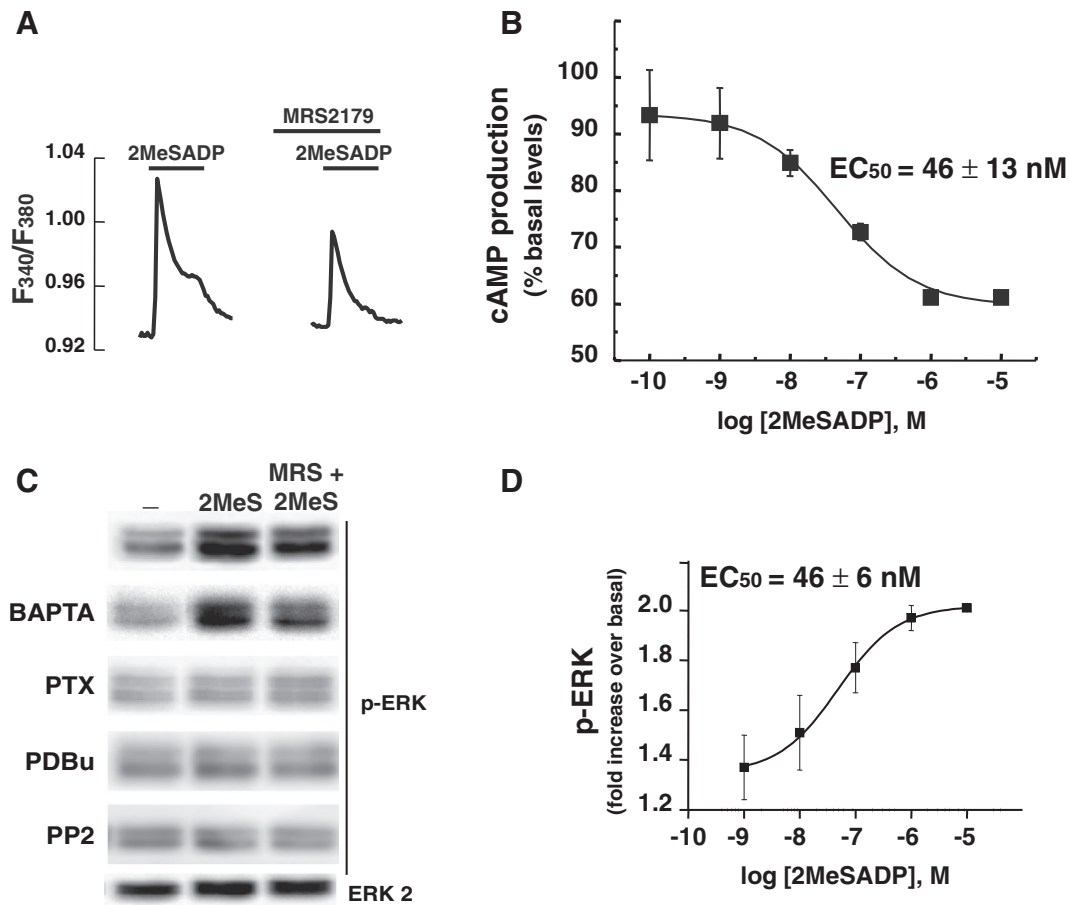 A
MRS2179
2MeSADP
2MeSADP
1.04
1.00
0.96
0.92
F340/F380
B
cAMP production
(% basal levels)
100
90
80
70
60
50
EC50 = 46 ± 13 nM
-10 -9 -8 -7 -6 -5
log [2MeSADP], M
C
– 2MeS MRS + 2MeS
BAPTA
PTX
PDBu
PP2
p-ERK
ERK 2
D
EC50 = 46 ± 6 nM
p-ERK
(fold increase over basal)
2.0
1.8
1.6
1.4
1.2
-10 -9 -8 -7 -6 -5
log [2MeSADP], M